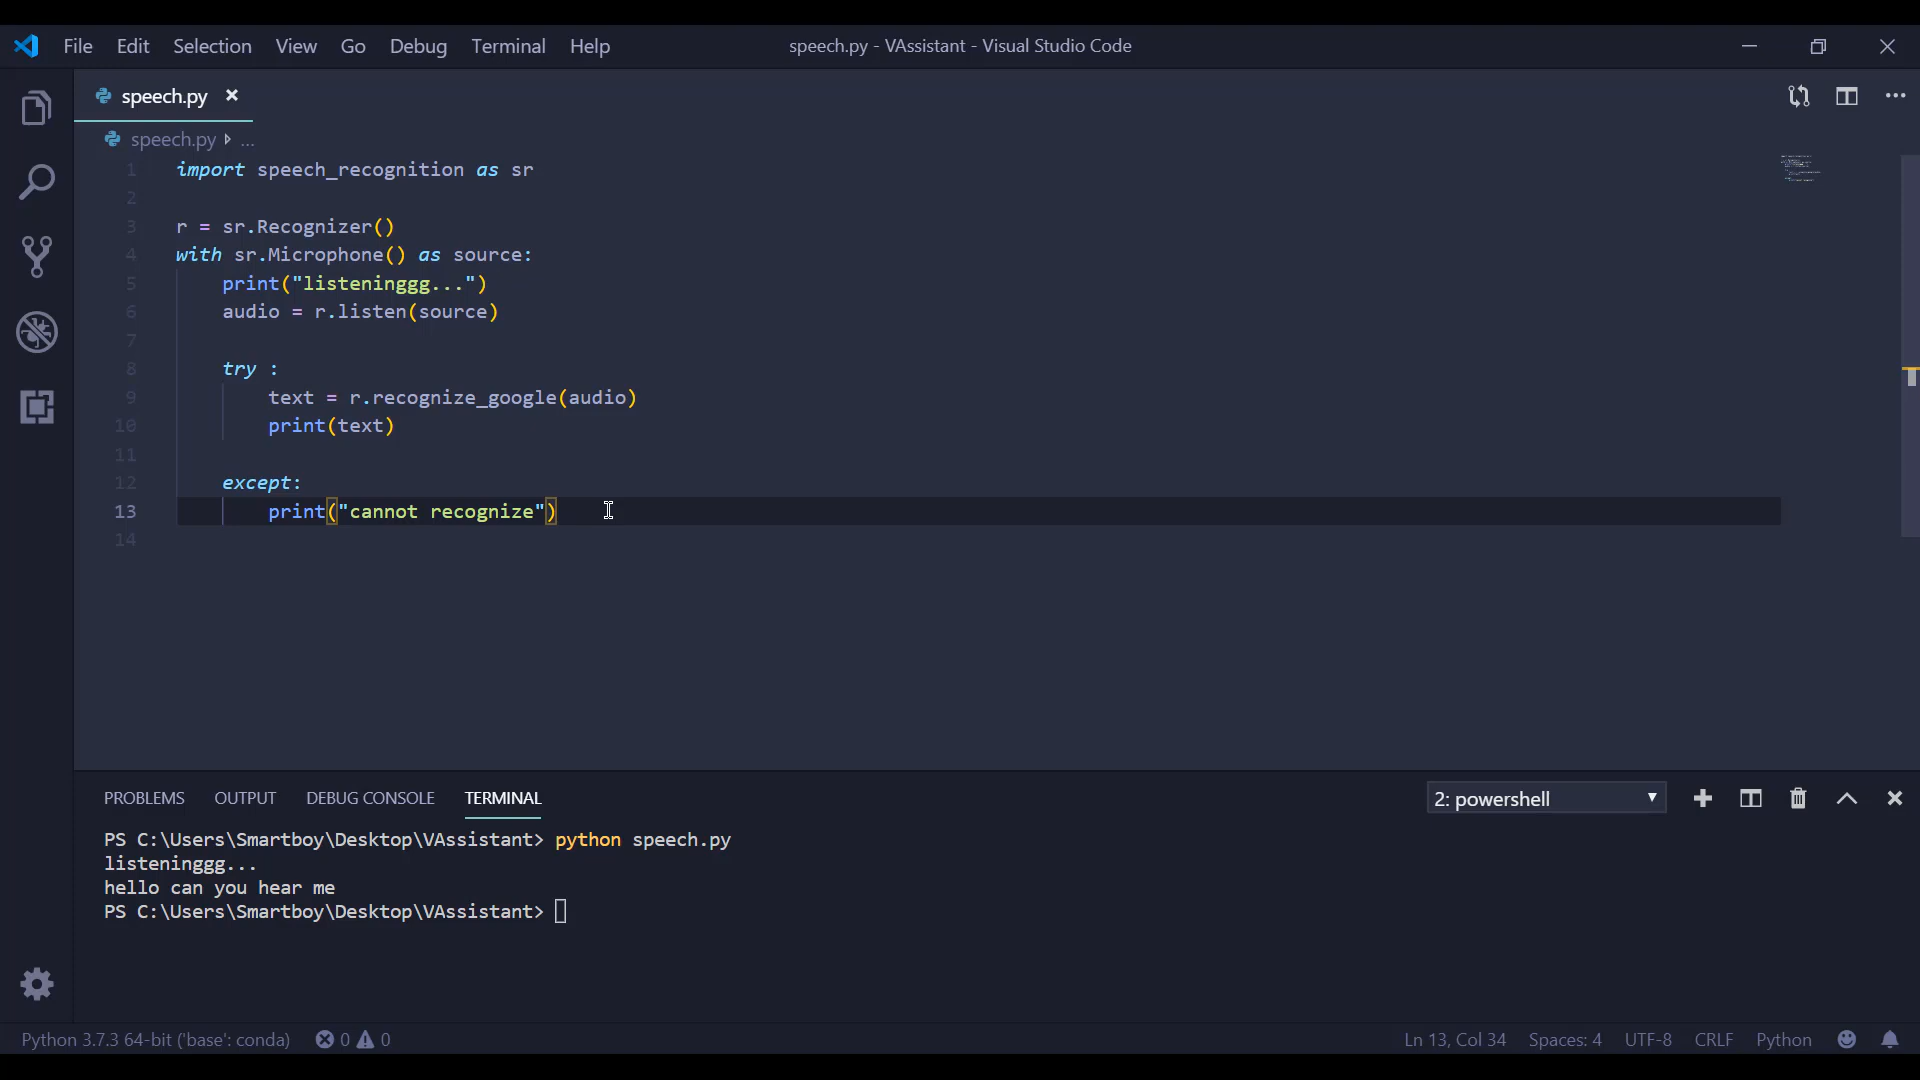 File Edit Selection View Go Debug Terminal Help speech.py - VAssistant - Visual Studio Code
speech.py
speech.py ...
1 import speech_recognition as sr
2
3 r = sr.Recognizer()
4 with sr.Microphone() as source:
5 print("listeninggg...")
6 audio = r.listen(source)
7
8 try :
9 text = r.recognize_google(audio)
10 print(text)
11
12 except:
13 print("cannot recognize")
14
PROBLEMS OUTPUT DEBUG CONSOLE TERMINAL 2: powershell
PS C:\Users\Smartboy\Desktop\VAssistant> python speech.py
listeninggg...
hello can you hear me
PS C:\Users\Smartboy\Desktop\VAssistant>
Python 3.7.3 64-bit ('base': conda) 0 0 Ln 13, Col 34 Spaces: 4 UTF-8 CRLF Python